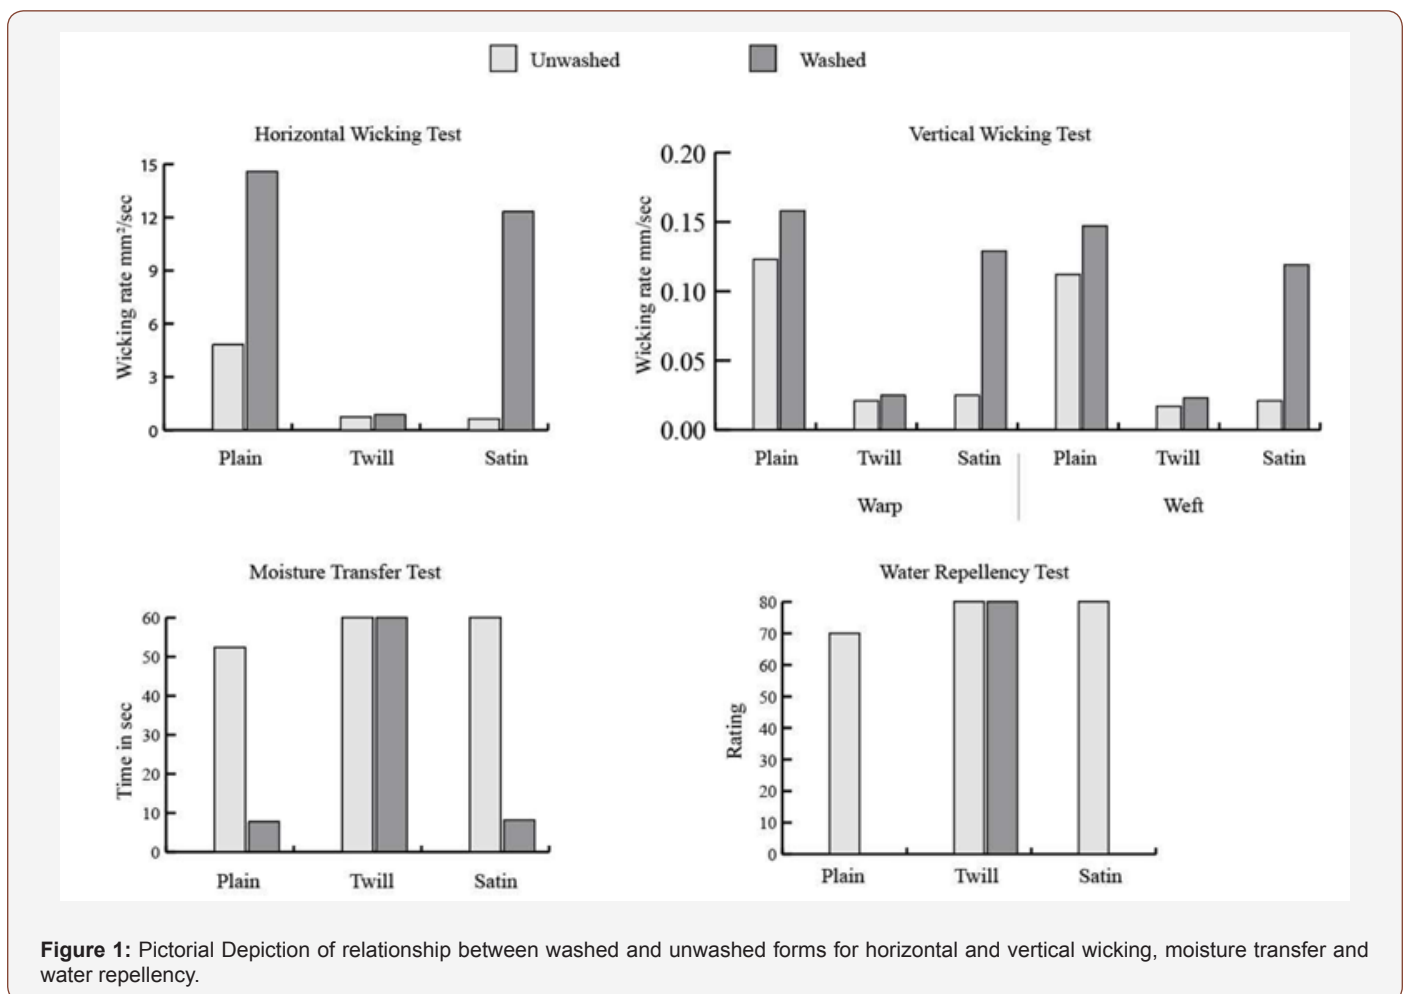 Unwashed
Washed
Horizontal Wicking Test
Wicking rate mm²/sec
15
12
9
6
3
0
Plain Twill Satin
Vertical Wicking Test
Wicking rate mm/sec
0.20
0.15
0.10
0.05
0.00
Plain Twill Satin Plain Twill Satin
Warp Weft
Moisture Transfer Test
Time in sec
60
50
40
30
20
10
0
Plain Twill Satin
Water Repellency Test
Rating
80
70
60
50
40
30
20
10
0
Plain Twill Satin
Figure 1: Pictorial Depiction of relationship between washed and unwashed forms for horizontal and vertical wicking, moisture transfer and
water repellency.